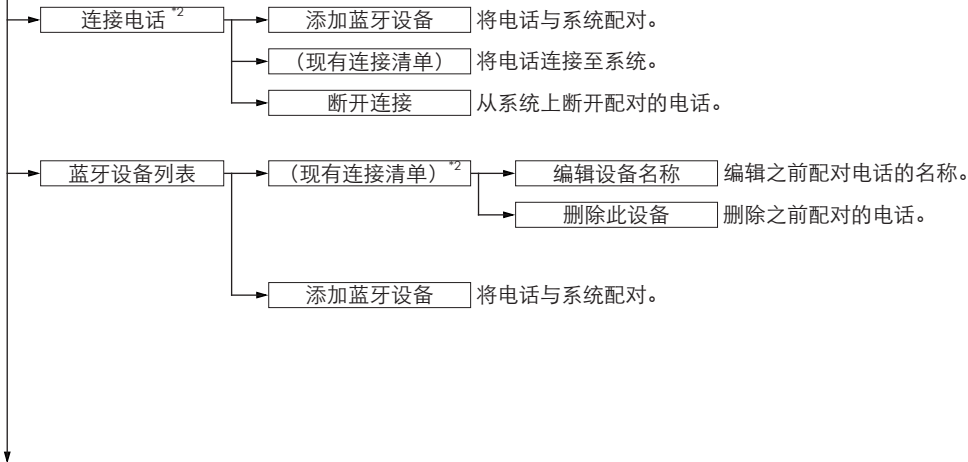 连接电话 *2 添加蓝牙设备 将电话与系统配对。
（现有连接清单） 将电话连接至系统。
断开连接 从系统上断开配对的电话。
蓝牙设备列表 （现有连接清单）*2 编辑设备名称 编辑之前配对电话的名称。
删除此设备 删除之前配对的电话。
添加蓝牙设备 将电话与系统配对。